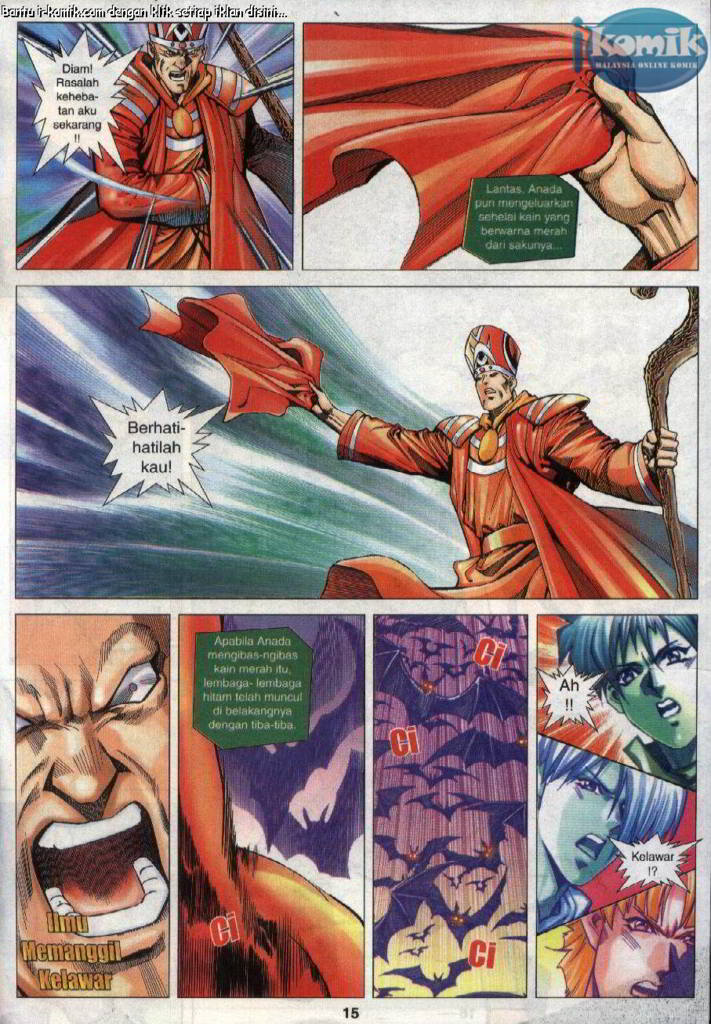 Bantu i-komik.com dengan klik setiap iklan disini...
komik
MALAYSIA ONLINE KOMIK
Diam!
Rasalah
keheba-
tan aku
sekarang
!!
Lantas, Anada
pun mengeluarkan
sehelai kain yang
berwarna merah
dari sakunya...
Berhati-
hatilah
kau!
Ilmu
Memanggil
Kelawar
Apabila Anada
mengibas-ngibas
kain merah itu,
lembaga- lembaga
hitam telah muncul
di belakangnya
dengan tiba-tiba.
Ci
Ci
Ci
Ci
Ah
!!
Kelawar
!?
15